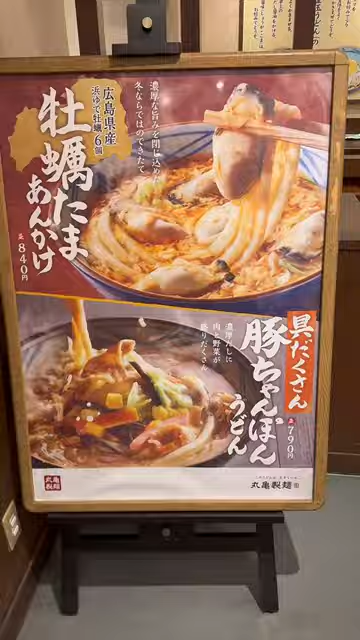 広島県産
浜ゆで牡蠣6個
牡蠣たま
あんかけ
並840円
濃厚な旨みを閉じ込めた
冬ならではのできたて
具だくさん
豚ちゃんぽん
うどん
並790円
濃厚だしに
肉と野菜が
盛りだくさん
丸亀
製麺
丸亀製麺